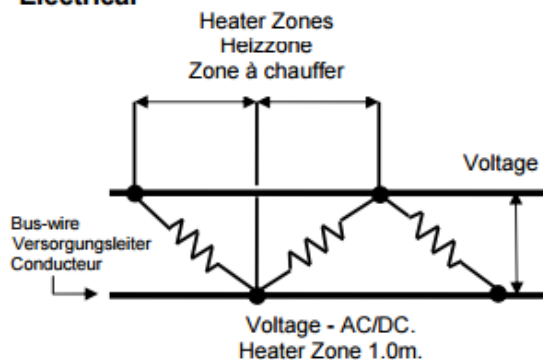 Electrical
Heater Zones
Heizzone
Zone à chauffer
Voltage
Bus-wire
Versorgungsleiter
Conducteur
Voltage - AC/DC.
Heater Zone 1.0m.